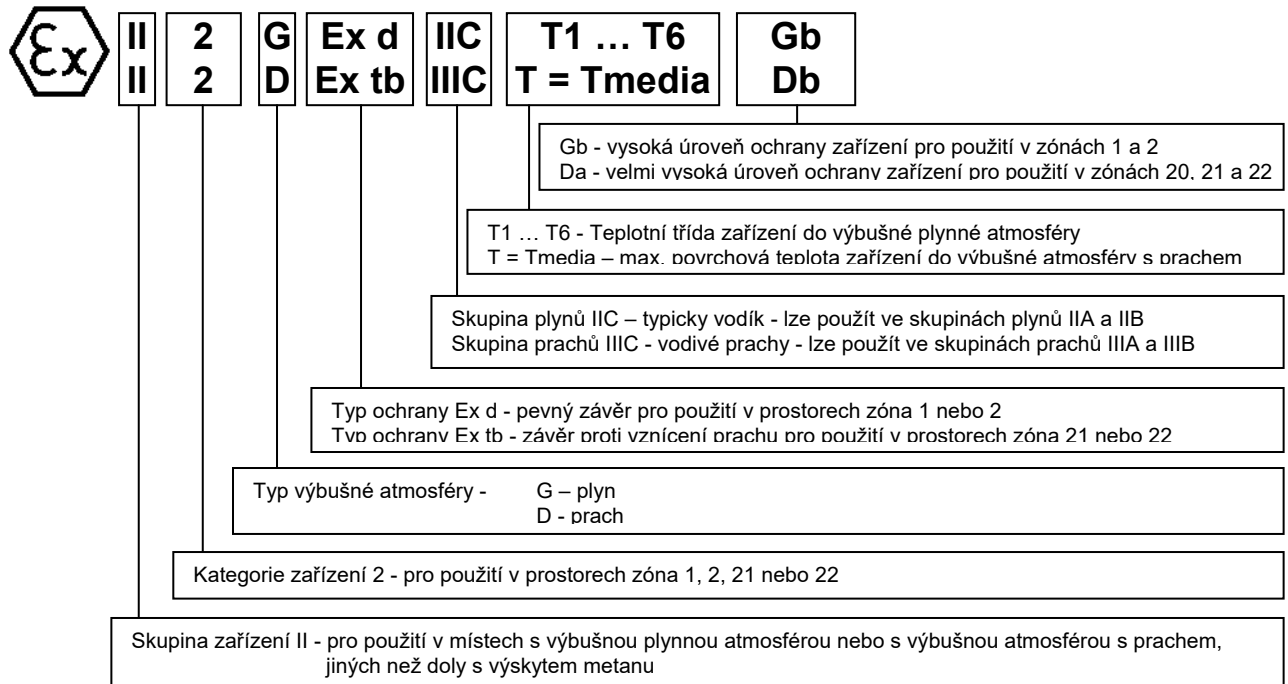 Ex II 2 G Ex d IIC T1 … T6 Gb
II 2 D Ex tb IIIC T = Tmedia Db
Gb - vysoká úroveň ochrany zařízení pro použití v zónách 1 a 2
Da - velmi vysoká úroveň ochrany zařízení pro použití v zónách 20, 21 a 22
T1 … T6 - Teplotní třída zařízení do výbušné plynné atmosféry
T = Tmedia – max. povrchová teplota zařízení do výbušné atmosféry s prachem
Skupina plynů IIC – typicky vodík - lze použít ve skupinách plynů IIA a IIB
Skupina prachů IIIC - vodivé prachy - lze použít ve skupinách prachů IIIA a IIIB
Typ ochrany Ex d - pevný závěr pro použití v prostorech zóna 1 nebo 2
Typ ochrany Ex tb - závěr proti vznícení prachu pro použití v prostorech zóna 21 nebo 22
Typ výbušné atmosféry - G – plyn
D - prach
Kategorie zařízení 2 - pro použití v prostorech zóna 1, 2, 21 nebo 22
Skupina zařízení II - pro použití v místech s výbušnou plynnou atmosférou nebo s výbušnou atmosférou s prachem,
jiných než doly s výskytem metanu